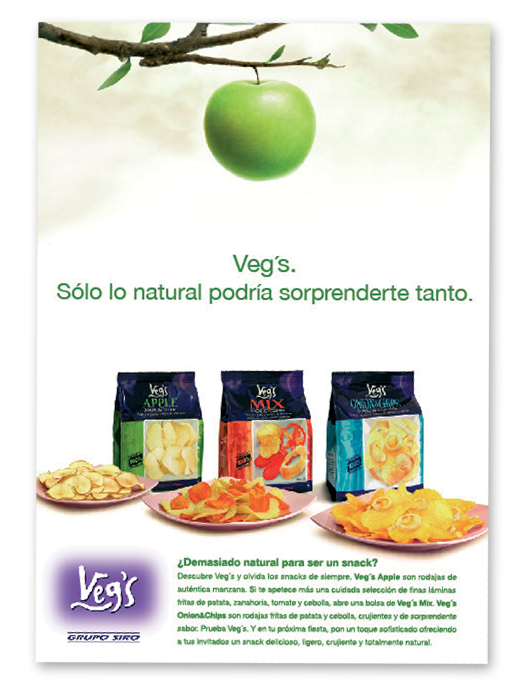 Veg´s.
Sólo lo natural podría sorprenderte tanto.
Veg's
APPLE
Veg's
MIX
Veg's
ONION&CHIPS
¿Demasiado natural para ser un snack?
Descubre Veg´s y olvida los snacks de siempre. Veg´s Apple son rodajas de
auténtica manzana. Si te apetece más una cuidada selección de finas láminas
fritas de patata, zanahoria, tomate y cebolla, abre una bolsa de Veg´s Mix. Veg´s
Onion&Chips son rodajas fritas de patata y cebolla, crujientes y de sorprendente
sabor. Prueba Veg´s. Y en tu próxima fiesta, pon un toque sofisticado ofreciendo
a tus invitados un snack delicioso, ligero, crujiente y totalmente natural.
Veg's
GRUPO SIRO